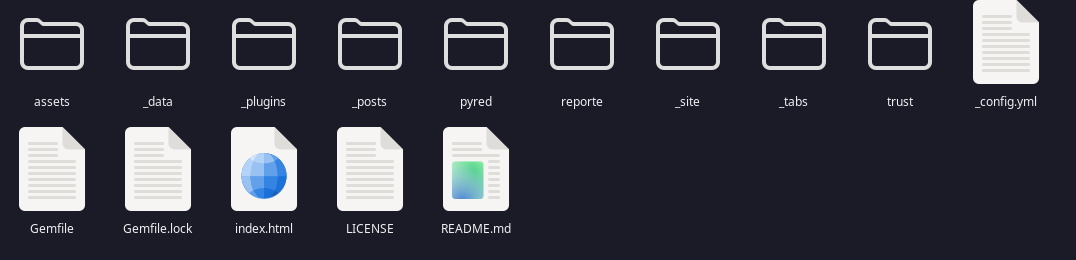 assets _data _plugins _posts pyred reporte _site _tabs trust _config.yml
Gemfile Gemfile.lock index.html LICENSE README.md